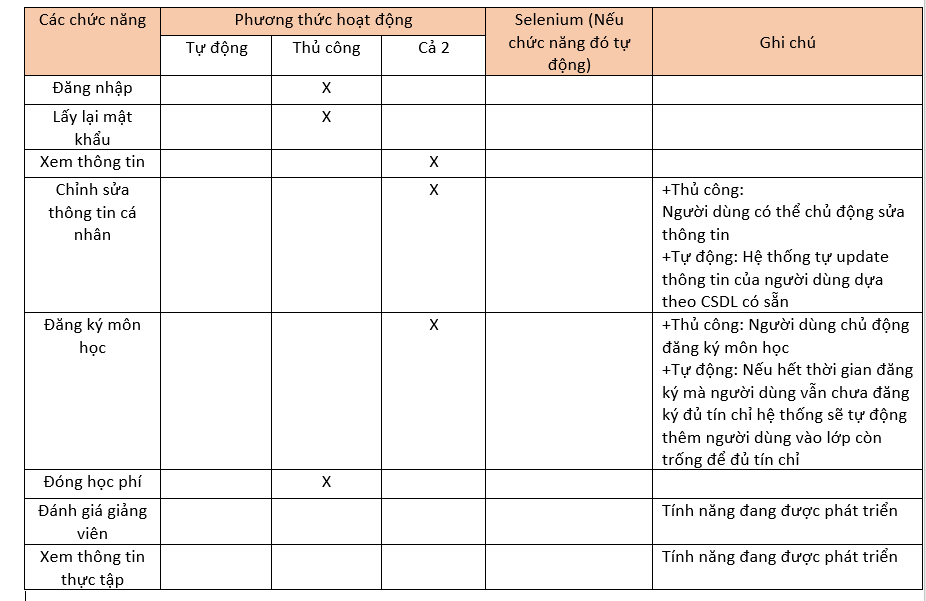 Các chức năng
Phương thức hoạt động
Selenium (Nếu
chức năng đó tự
động)
Ghi chú
Tự động
Thủ công
Cả 2
Đăng nhập
X
Lấy lại mật
khẩu
X
Xem thông tin
X
Chỉnh sửa
thông tin cá
nhân
X
+Thủ công:
Người dùng có thể chủ động sửa
thông tin
+Tự động: Hệ thống tự update
thông tin của người dùng dựa
theo CSDL có sẵn
Đăng ký môn
học
X
+Thủ công: Người dùng chủ động
đăng ký môn học
+Tự động: Nếu hết thời gian đăng
ký mà người dùng vẫn chưa đăng
ký đủ tín chỉ hệ thống sẽ tự động
thêm người dùng vào lớp còn
trống để đủ tín chỉ
Đóng học phí
X
Đánh giá giảng
viên
Tính năng đang được phát triển
Xem thông tin
thực tập
Tính năng đang được phát triển